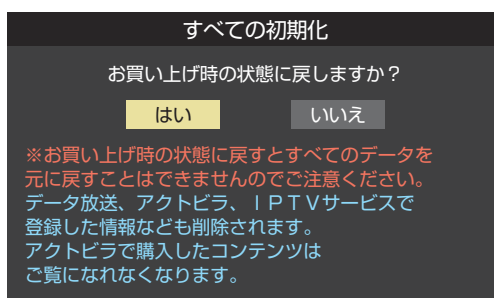 すべての初期化
お買い上げ時の状態に戻しますか？
はい
いいえ
※お買い上げ時の状態に戻すとすべてのデータを
元に戻すことはできませんのでご注意ください。
データ放送、アクトビラ、ＩＰＴＶサービスで
登録した情報なども削除されます。
アクトビラで購入したコンテンツは
ご覧になれなくなります。